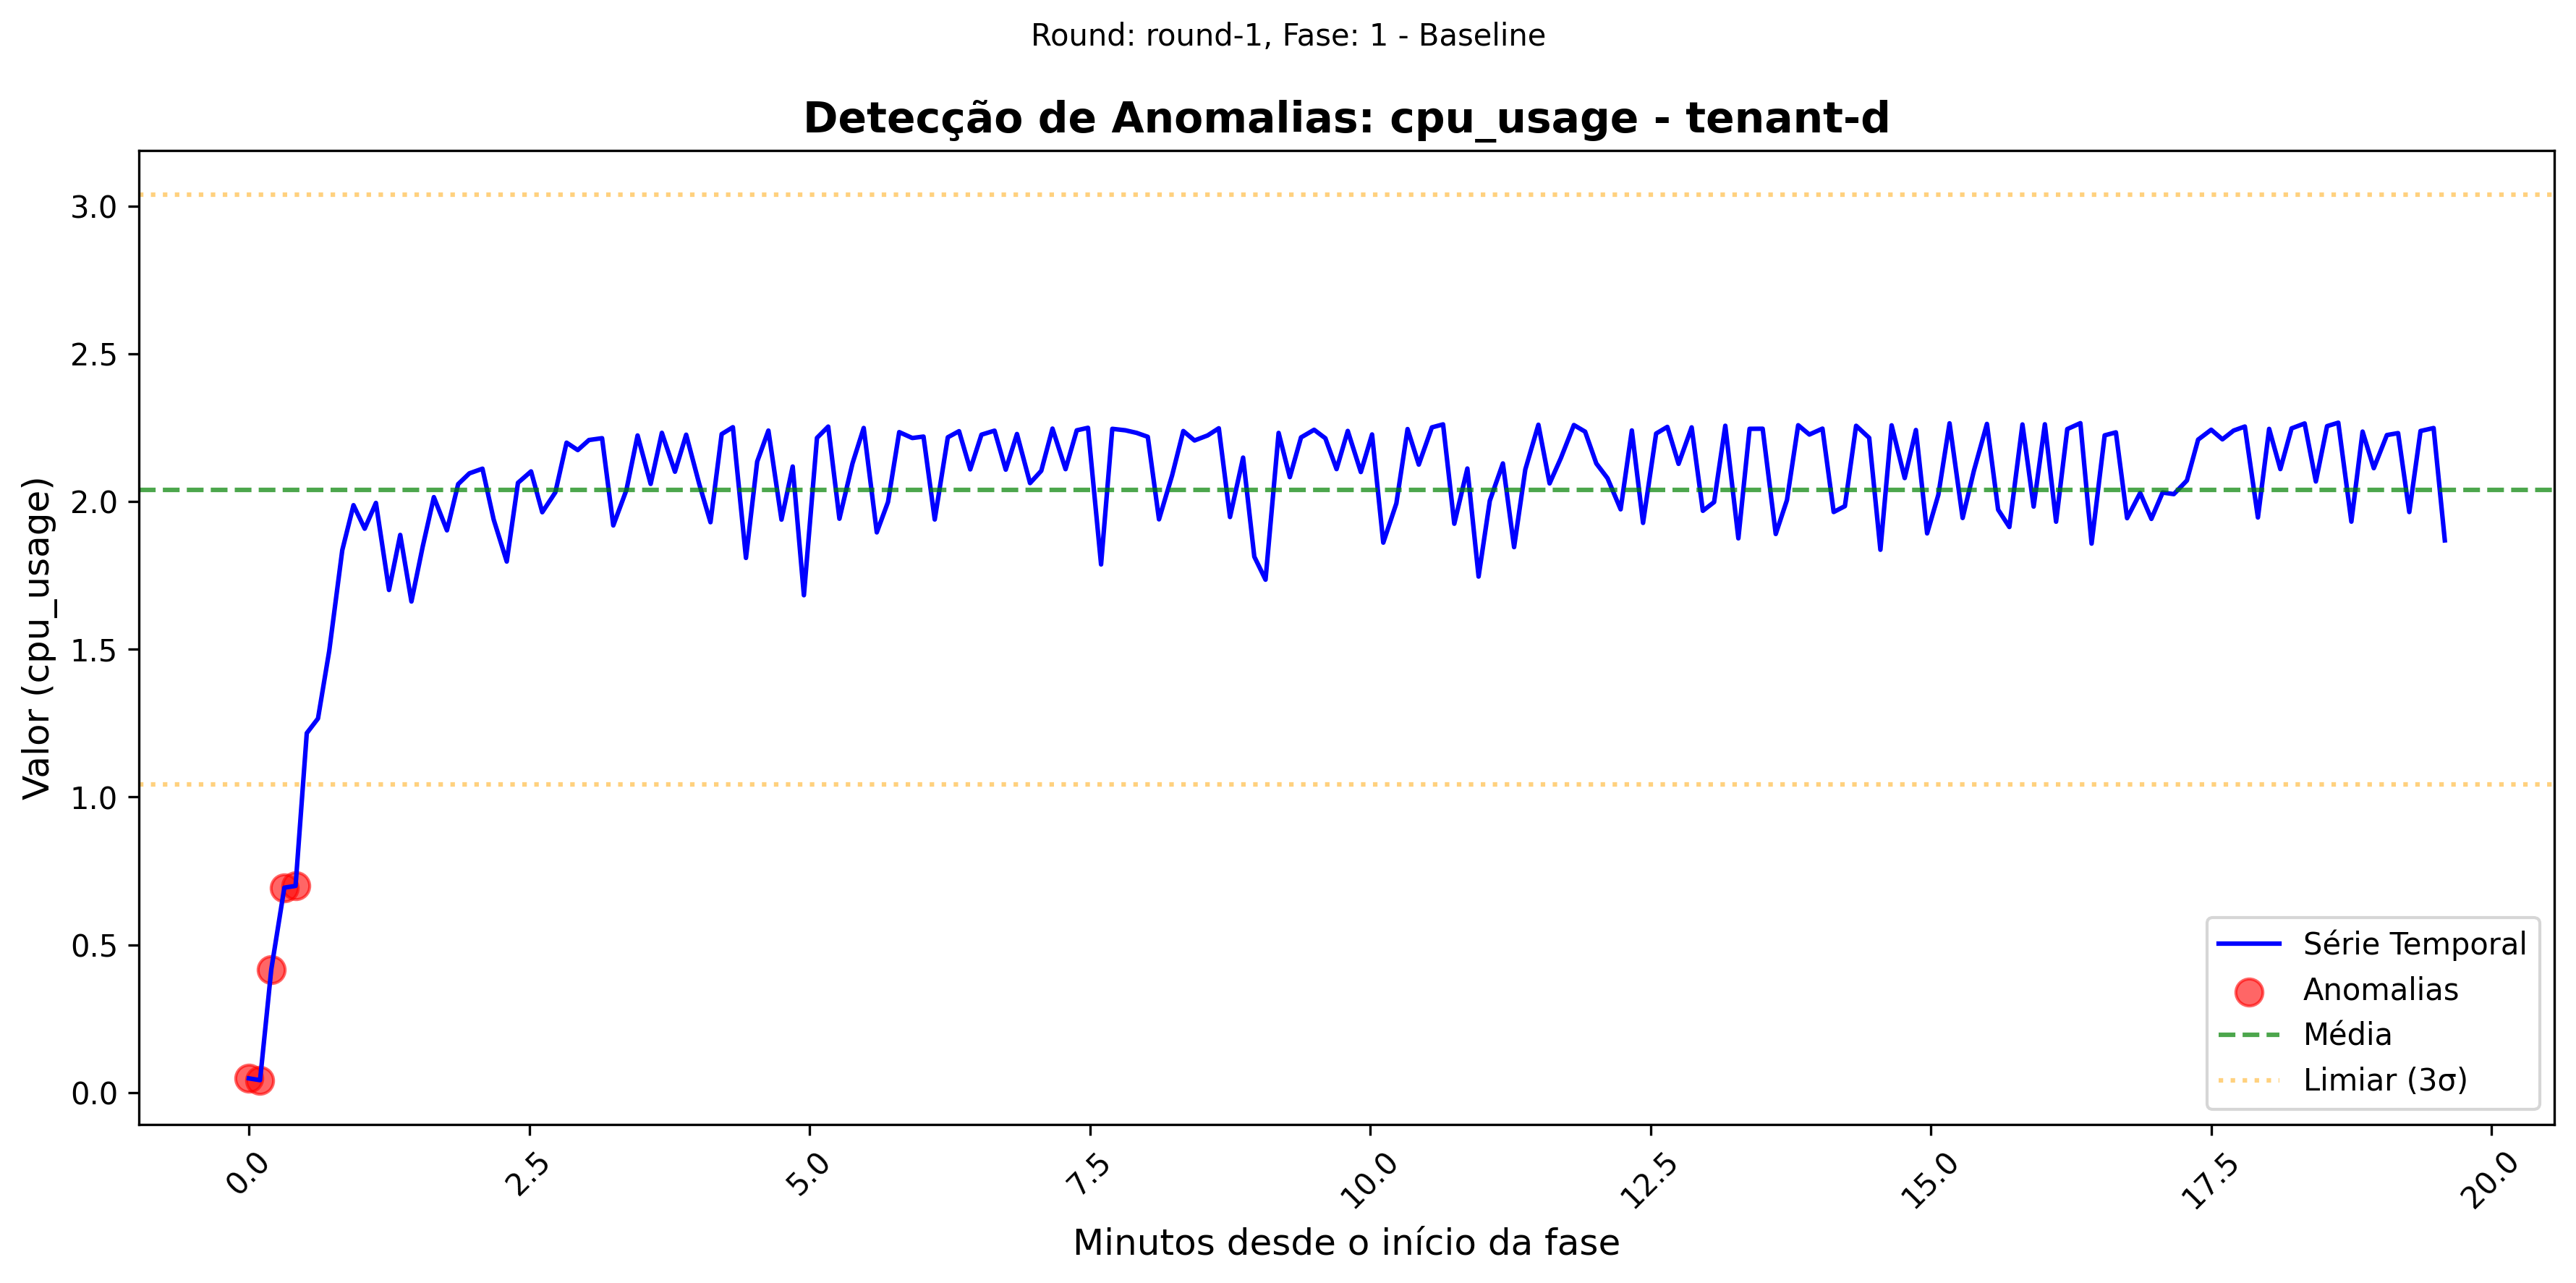 Round: round-1, Fase: 1 - Baseline
Detecção de Anomalias: cpu_usage - tenant-d
Valor (cpu_usage)
3.0
2.5
2.0
1.5
1.0
0.5
0.0
Série Temporal
Anomalias
Média
Limiar (3σ)
0.0
2.5
5.0
7.5
10.0
12.5
15.0
17.5
20.0
Minutos desde o início da fase